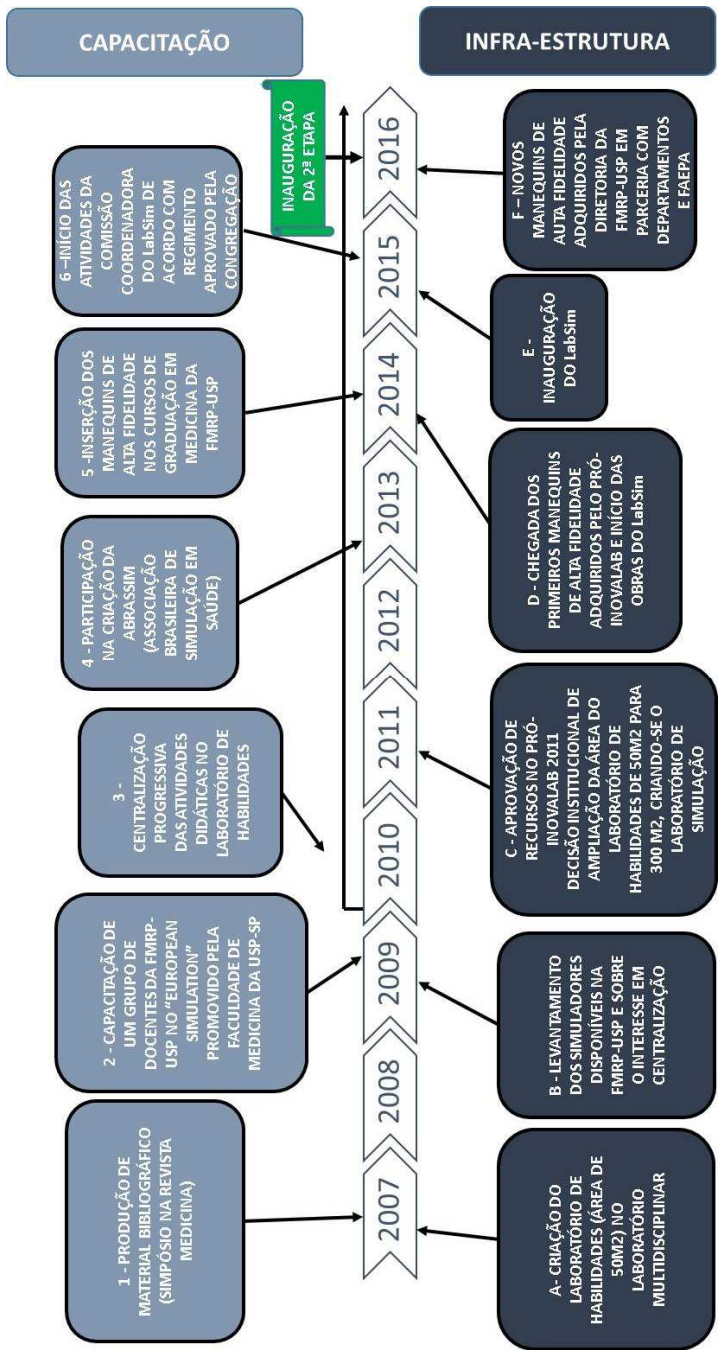 CAPACITAÇÃO
1 - PRODUÇÃO DE
MATERIAL BIBLIOGRÁFICO
(SIMPÓSIO NA REVISTA
MEDICINA)
2 - CAPACITAÇÃO DE
UM GRUPO DE
DOCENTES DA FMRP-
USP NO "EUROPEAN
SIMULATION"
PROMOVIDO PELA
FACULDADE DE
MEDICINA DA USP-SP
3 -
CENTRALIZAÇÃO
PROGRESSIVA
DAS ATIVIDADES
DIDÁTICAS NO
LABORATÓRIO DE
HABILIDADES
4 - PARTICIPAÇÃO
NA CRIAÇÃO DA
ABRASSIM
(ASSOCIAÇÃO
BRASILEIRA DE
SIMULAÇÃO EM
SAÚDE)
5 -INSERÇÃO DOS
MANEQUINS DE
ALTA FIDELIDADE
NOS CURSOS DE
GRADUAÇÃO EM
MEDICINA DA
FMRP-USP
6 –INÍCIO DAS
ATIVIDADES DA
COMISSÃO
COORDENADORA
DO LabSim DE
ACORDO COM
REGIMENTO
APROVADO PELA
CONGREGAÇÃO
INAUGURAÇÃO
DA 2ª ETAPA
2007
2008
2009
2010
2011
2012
2013
2014
2015
2016
INFRA-ESTRUTURA
A- CRIAÇÃO DO
LABORATÓRIO DE
HABILIDADES (ÁREA DE
50M2) NO
LABORATÓRIO
MULTIDISCIPLINAR
B - LEVANTAMENTO
DOS SIMULADORES
DISPONÍVEIS NA
FMRP-USP E SOBRE
O INTERESSE EM
CENTRALIZAÇÃO
C - APROVAÇÃO DE
RECURSOS NO PRÓ-
INOVALAB 2011
DECISÃO INSTITUCIONAL DE
AMPLIAÇÃO DA ÁREA DO
LABORATÓRIO DE
HABILIDADES DE 50M2 PARA
300 M2, CRIANDO-SE O
LABORATÓRIO DE
SIMULAÇÃO
D - CHEGADA DOS
PRIMEIROS MANEQUINS
DE ALTA FIDELIDADE
ADQUIRIDOS PELO PRÓ-
INOVALAB E INÍCIO DAS
OBRAS DO LabSim
E -
INAUGURAÇÃO
DO LabSim
F – NOVOS
MANEQUINS DE
AUTA FIDELIDADE
ADQUIRIDOS PELA
DIRETORIA DA
FMRP-USP EM
PARCERIA COM
DEPARTAMENTOS
E FAEPA